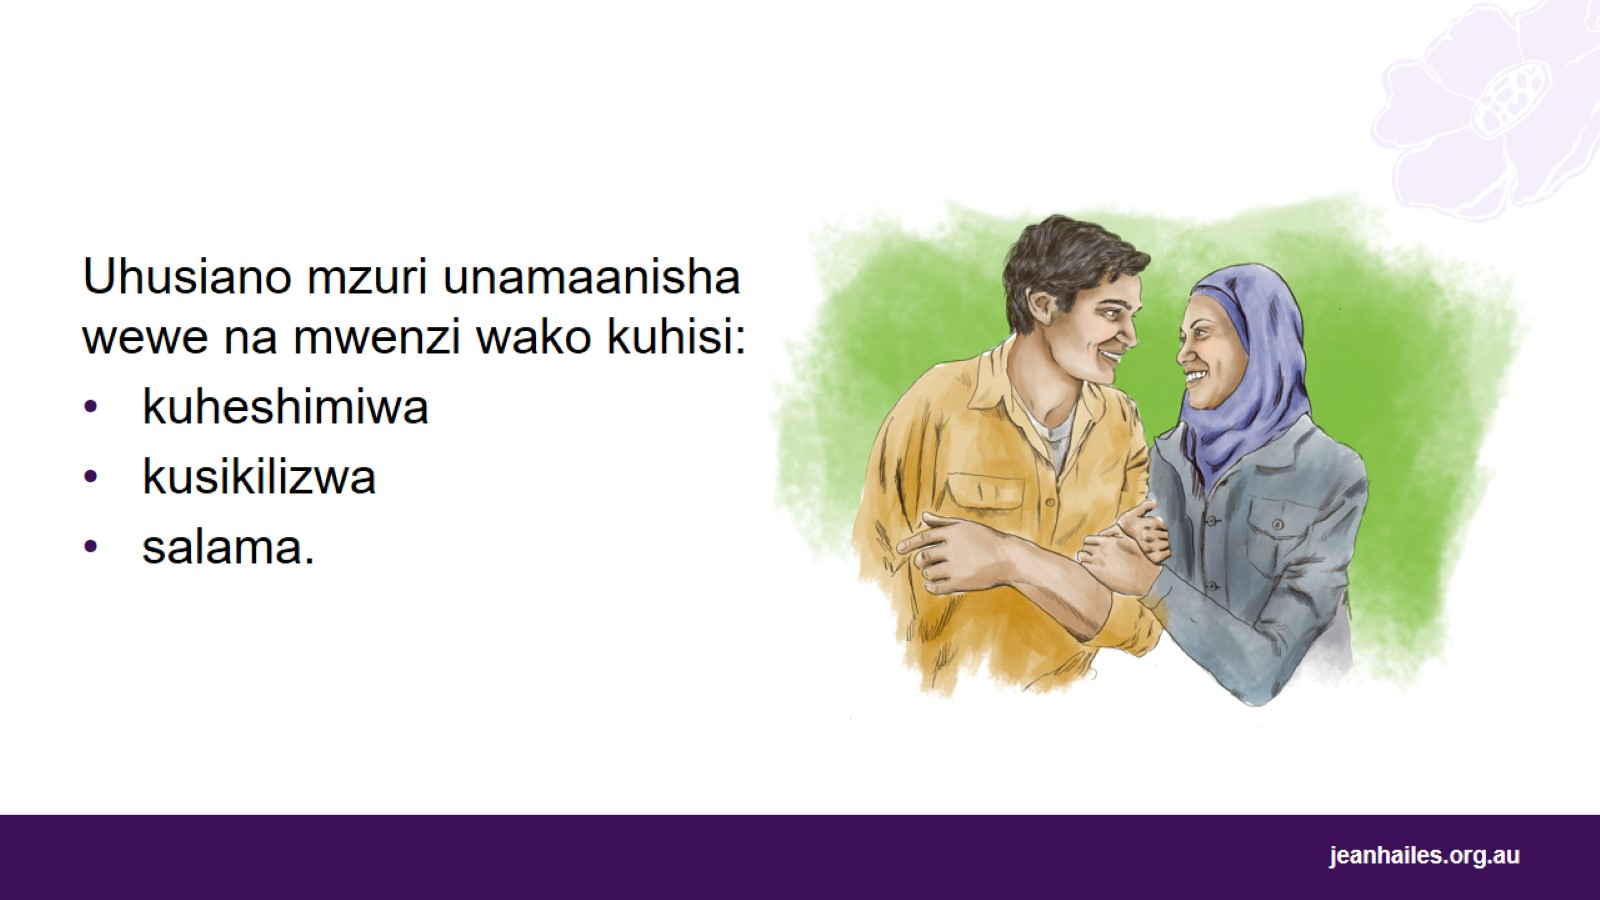 Uhusiano mzuri unamaanisha
wewe na mwenzi wako kuhisi:
• kuheshimiwa
• kusikilizwa
• salama.
jeanhailes.org.au